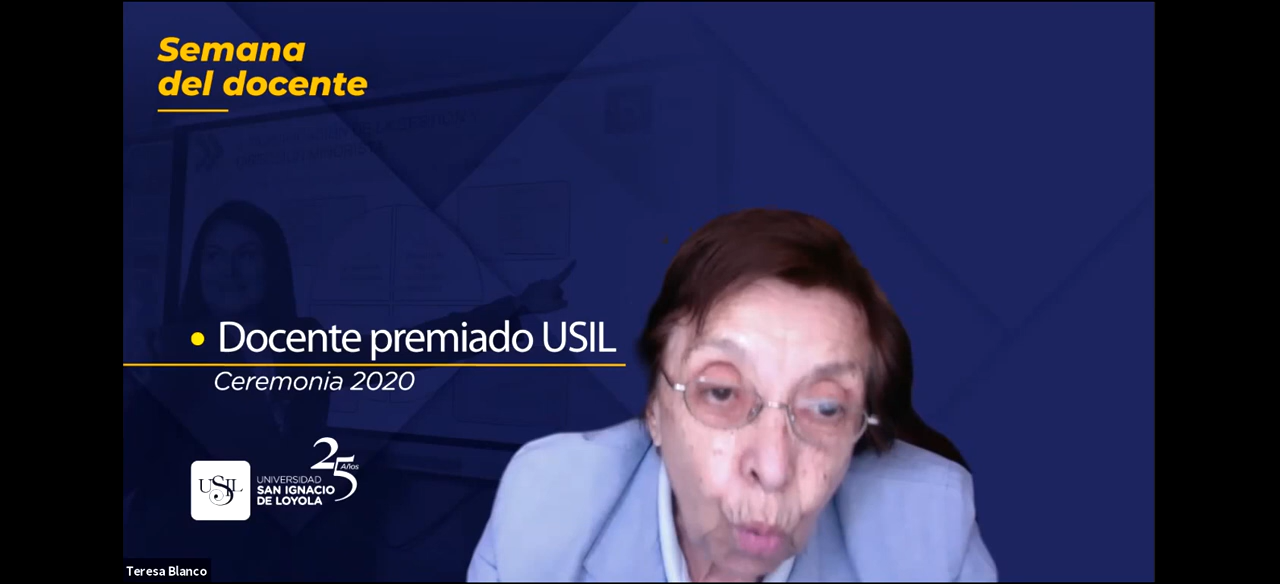 Semana
del docente
Docente premiado USIL
Ceremonia 2020
USIL
UNIVERSIDAD
SAN IGNACIO
DE LOYOLA
25
Años
Teresa Blanco